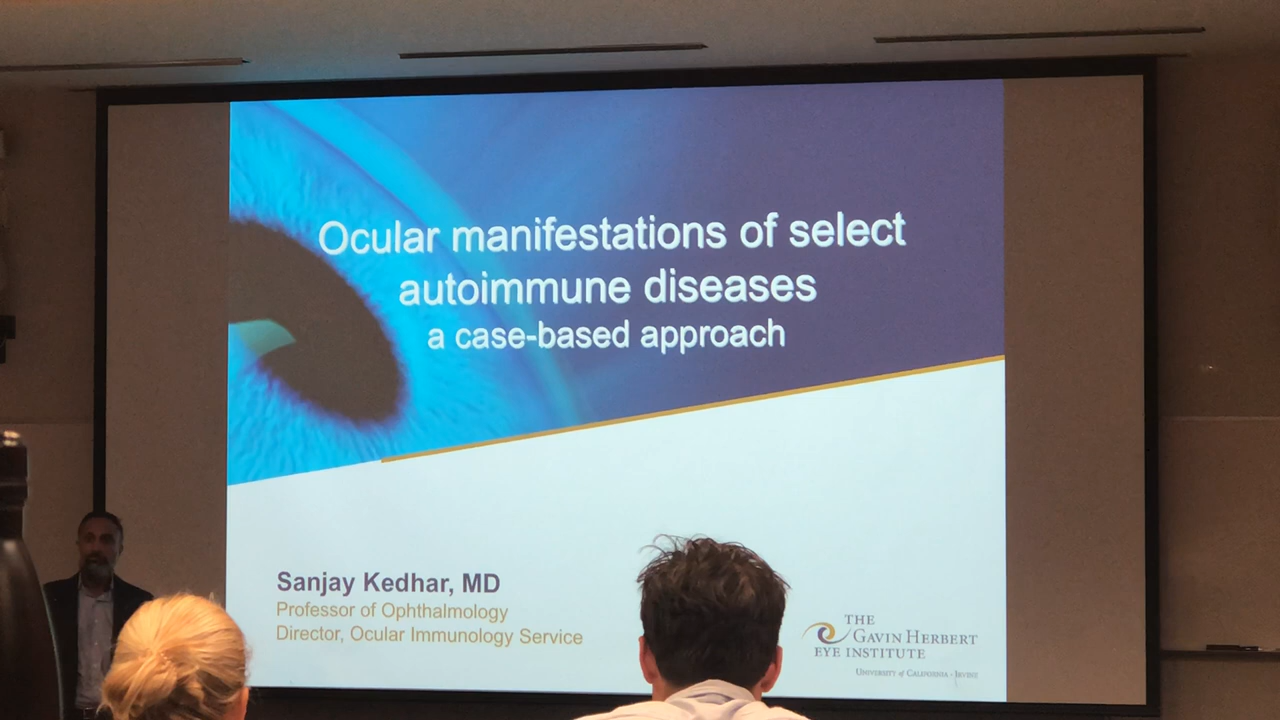 Ocular manifestations of select
autoimmune diseases
a case-based approach
Sanjay Kedhar, MD
Professor of Ophthalmology
Director, Ocular Immunology Service
THE
GAVIN HERBERT
EYE INSTITUTE
UNIVERSITY of CALIFORNIA · IRVINE